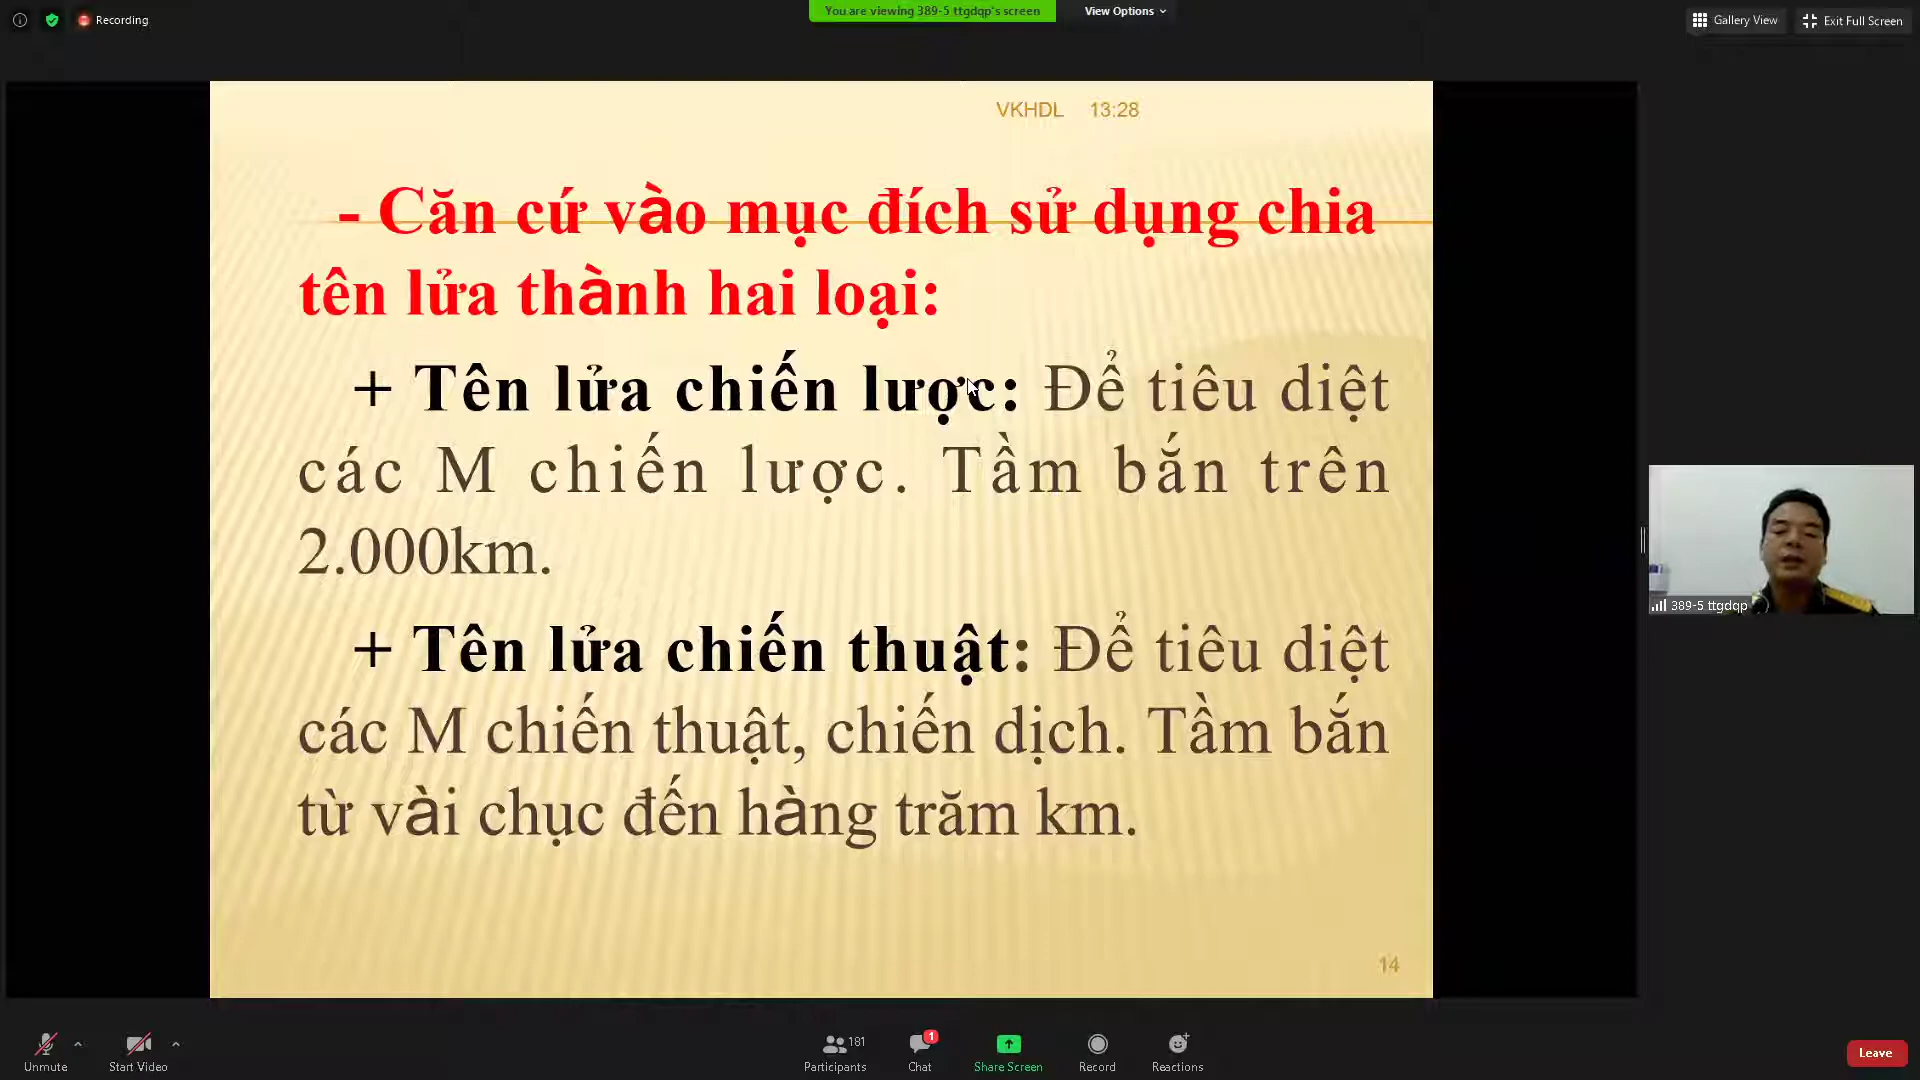 Recording
You are viewing 389-5 ttgdqp's screen
View Options
Gallery View
Exit Full Screen
VKHDL 13:28
- Căn cứ vào mục đích sử dụng chia
tên lửa thành hai loại:
+ Tên lửa chiến lược: Để tiêu diệt
các M chiến lược. Tầm bắn trên
2.000km.
+ Tên lửa chiến thuật: Để tiêu diệt
các M chiến thuật, chiến dịch. Tầm bắn
từ vài chục đến hàng trăm km.
14
389-5 ttgdqp
Unmute
Start Video
181
Participants
1
Chat
Share Screen
Record
Reactions
Leave